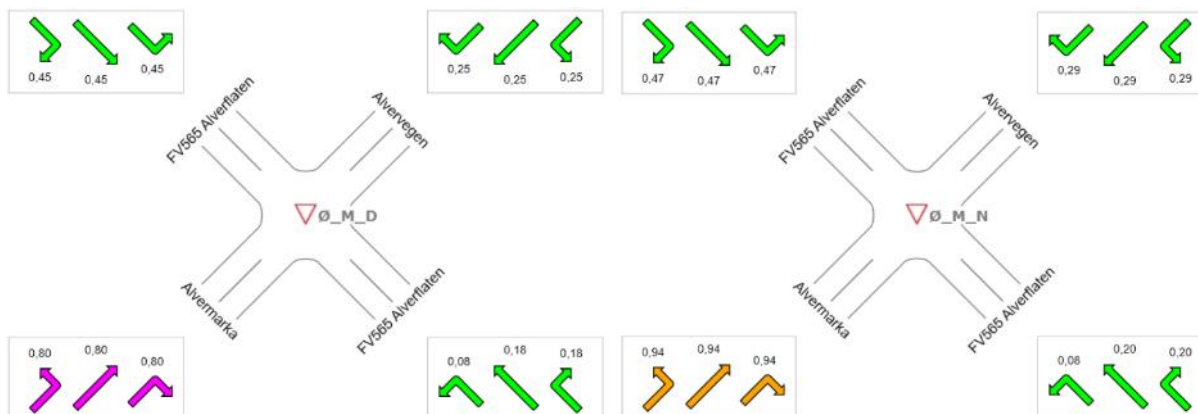 0,45 0,45 0,45
0,25 0,25 0,25
FV565 Alverflaten
Alvervegen
Ø_M_D
Alvermarka
FV565 Alverflaten
0,80 0,80 0,80
0,08 0,18 0,18
0,47 0,47 0,47
0,29 0,29 0,29
FV565 Alverflaten
Alvervegen
Ø_M_N
Alvermarka
FV565 Alverflaten
0,94 0,94 0,94
0,08 0,20 0,20